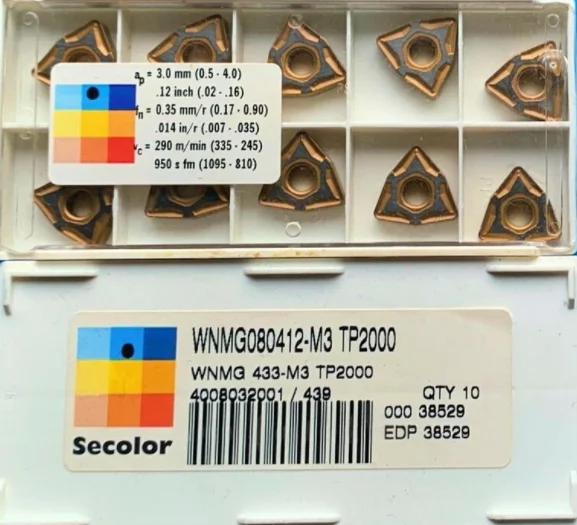 ap = 3.0 mm (0.5 - 4.0)
.12 inch (.02 - .16)
fn = 0.35 mm/r (0.17 - 0.90)
.014 in/r (.007 - .035)
vc = 290 m/min (335 - 245)
950 s fm (1095 - 810)
WNMG080412-M3 TP2000
WNMG 433-M3 TP2000
4008032001 / 439
QTY 10
000 38529
EDP 38529
Secolor